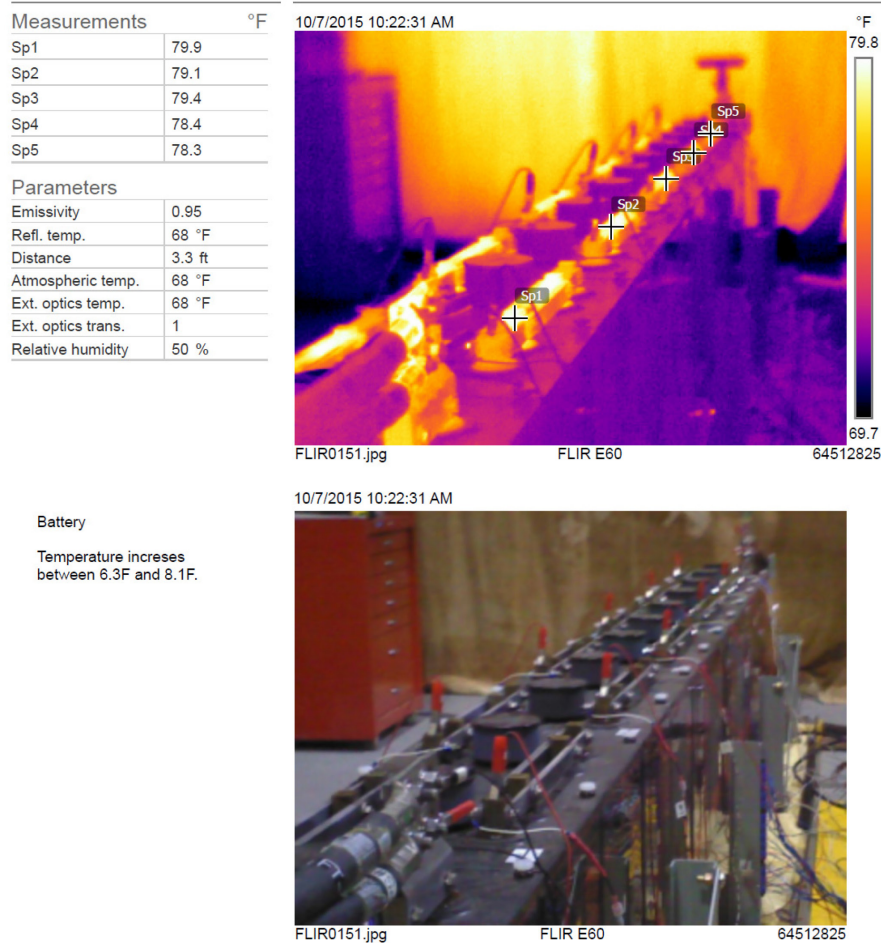 Measurements °F
Sp1 79.9
Sp2 79.1
Sp3 79.4
Sp4 78.4
Sp5 78.3
Parameters
Emissivity 0.95
Refl. temp. 68 °F
Distance 3.3 ft
Atmospheric temp. 68 °F
Ext. optics temp. 68 °F
Ext. optics trans. 1
Relative humidity 50 %
10/7/2015 10:22:31 AM °F
79.8
Sp5
Sp4
Sp3
Sp2
Sp1
69.7
FLIR0151.jpg FLIR E60 64512825
10/7/2015 10:22:31 AM
Battery
Temperature increses
between 6.3F and 8.1F.
FLIR0151.jpg FLIR E60 64512825